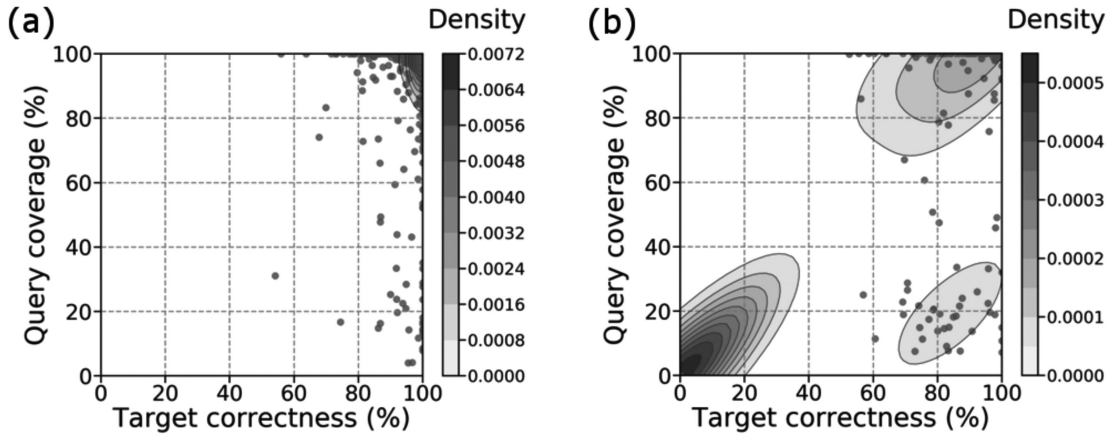 (a)
Density
100
80
60
40
20
0
Query coverage (%)
0 20 40 60 80 100
Target correctness (%)
0.0072
0.0064
0.0056
0.0048
0.0040
0.0032
0.0024
0.0016
0.0008
0.0000
(b)
Density
100
80
60
40
20
0
Query coverage (%)
0 20 40 60 80 100
Target correctness (%)
0.0005
0.0004
0.0003
0.0002
0.0001
0.0000